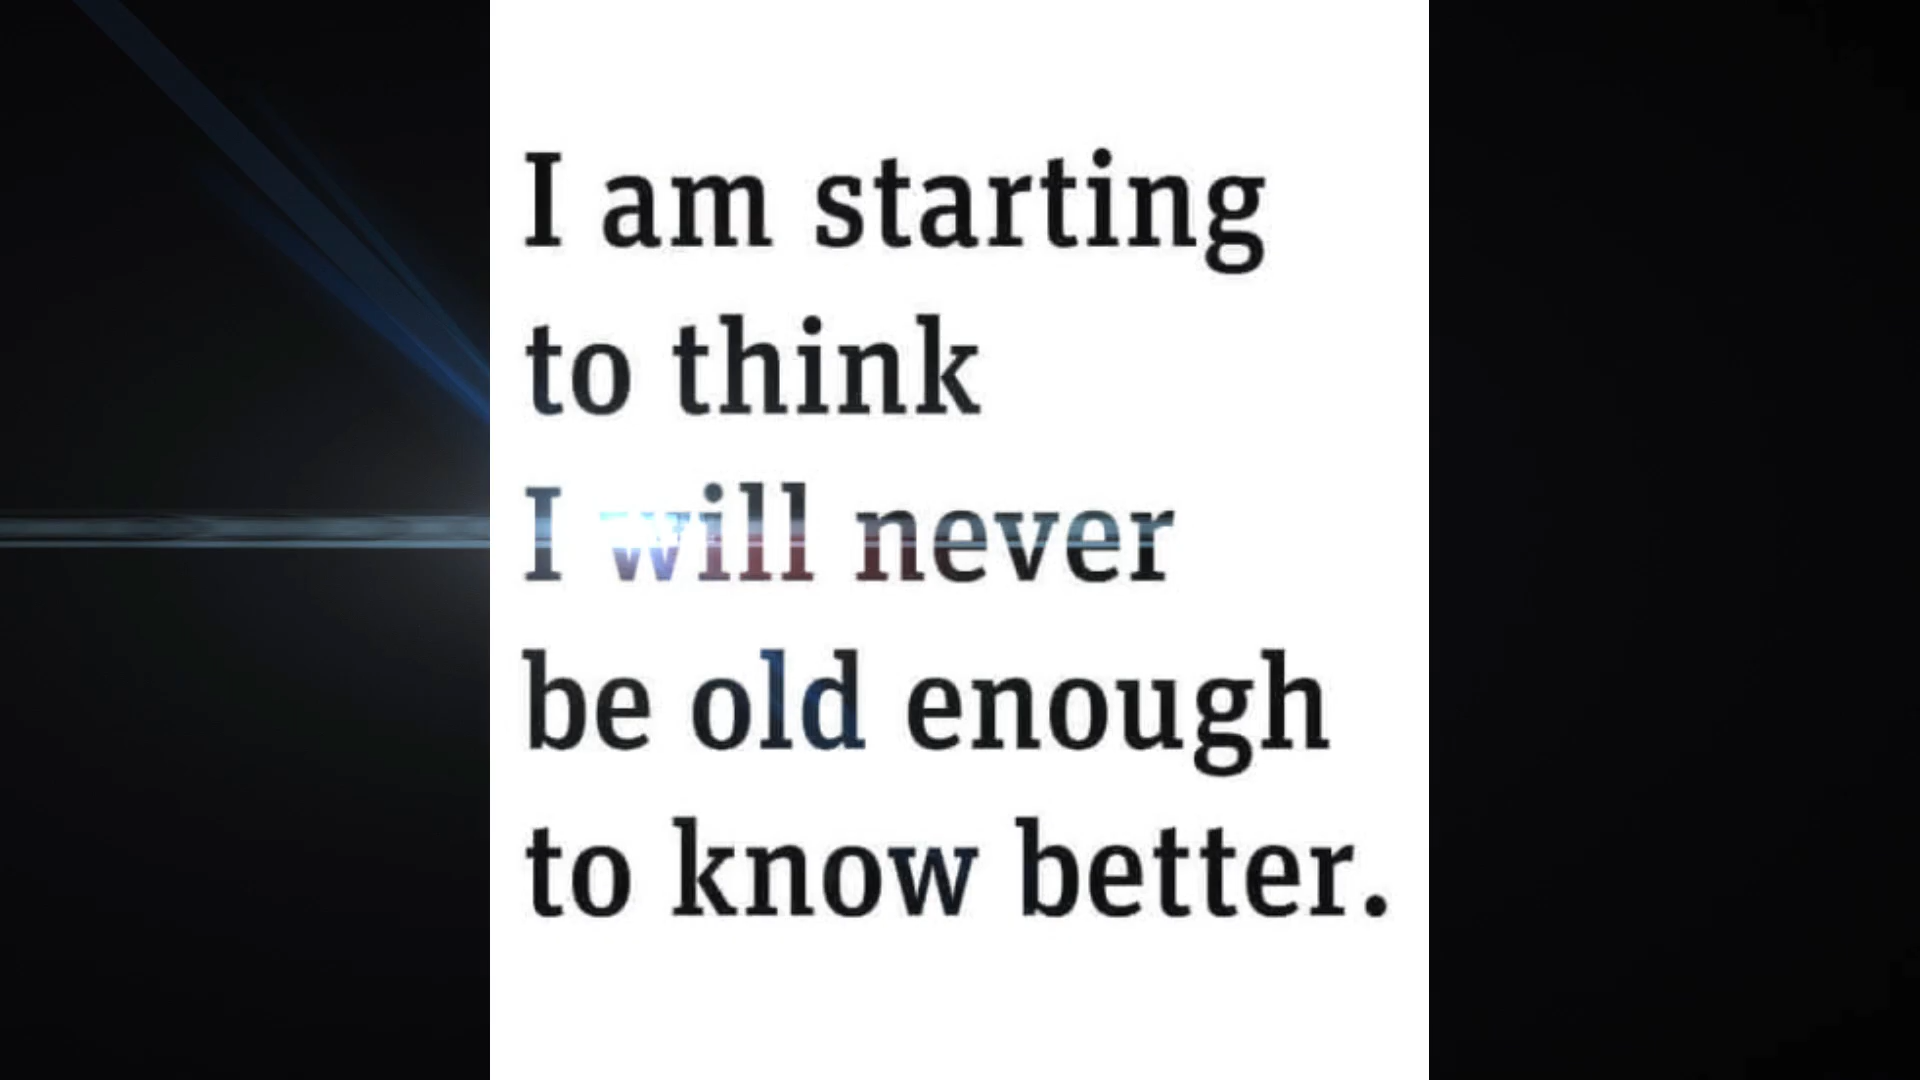 I am starting
to think
I will never
be old enough
to know better.